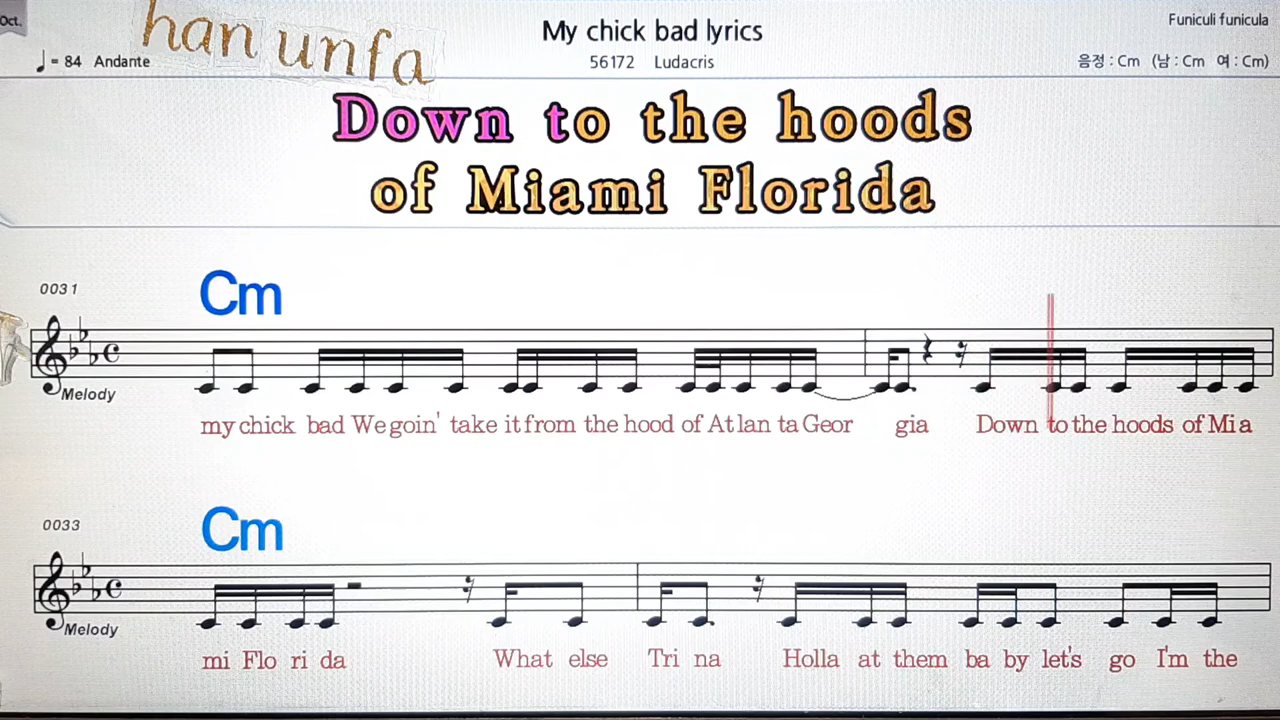 Oct.
han unfa
My chick bad lyrics
Funiculi funicula
♩= 84 Andante
56172 Ludacris
음정 : Cm (남 : Cm 여 : Cm)
Down to the hoods
of Miami Florida
0031
Cm
Melody
my chick bad We goin' take it from the hood of At lan ta Geor gia Down to the hoods of Mi a
0033
Cm
Melody
mi Flo ri da What else Tri na Holla at them ba by let's go I'm the